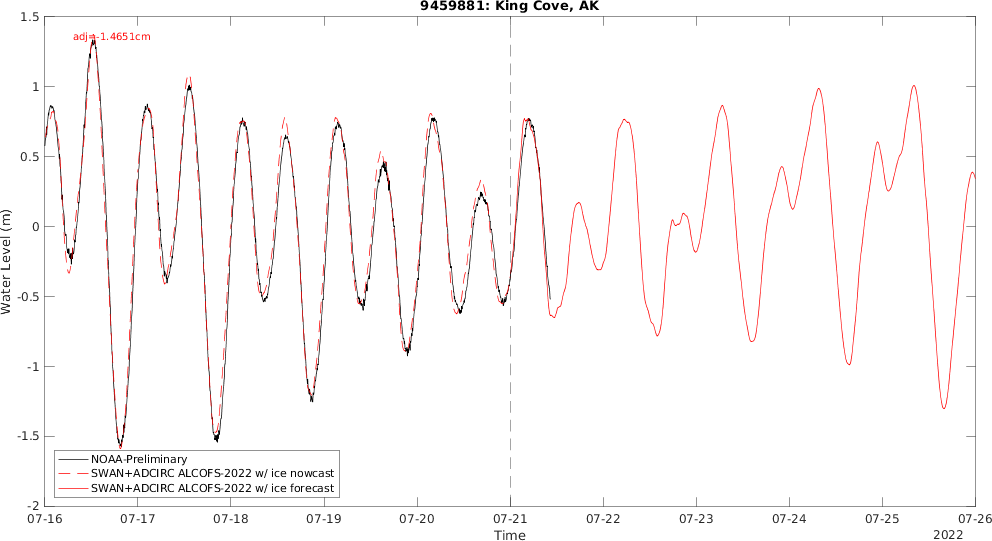 9459881: King Cove, AK
adj=-1.4651cm
1.5
1
0.5
0
-0.5
-1
-1.5
-2
Water Level (m)
NOAA-Preliminary
SWAN+ADCIRC ALCOFS-2022 w/ ice nowcast
SWAN+ADCIRC ALCOFS-2022 w/ ice forecast
07-16 07-17 07-18 07-19 07-20 07-21 07-22 07-23 07-24 07-25 07-26
Time
2022